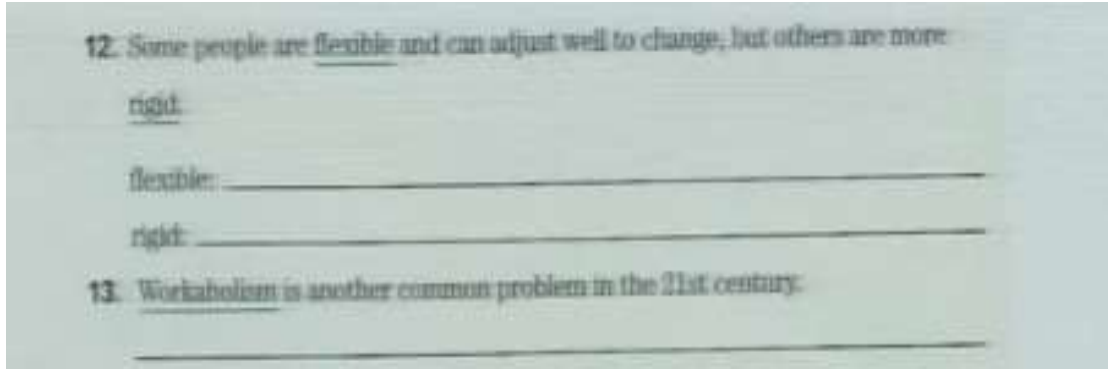 12. Some people are flexible and can adjust well to change, but others are more
rigid.
flexible:
rigid:
13. Workaholism is another common problem in the 21st century.